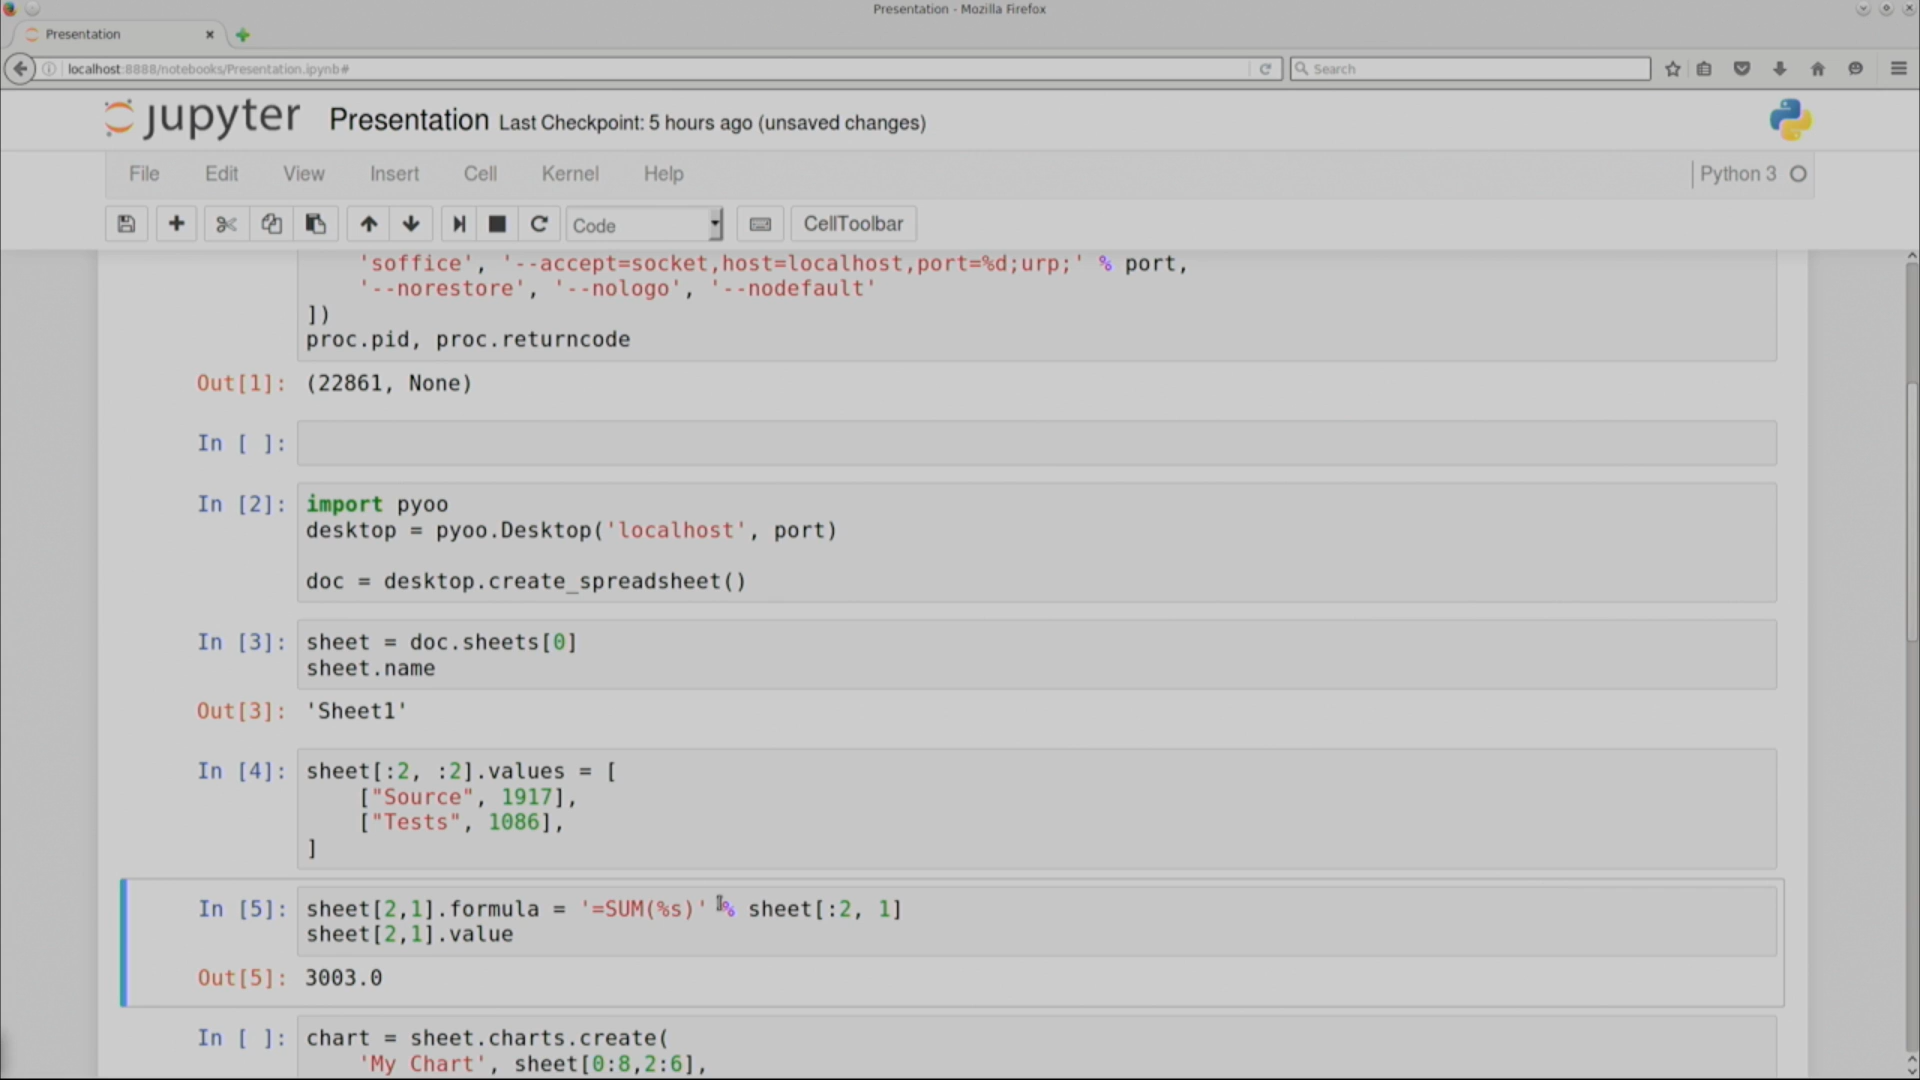 Presentation - Mozilla Firefox
Presentation
localhost:8888/notebooks/Presentation.ipynb#
Search
jupyter Presentation Last Checkpoint: 5 hours ago (unsaved changes)
File Edit View Insert Cell Kernel Help Python 3
Code CellToolbar
'soffice', '--accept=socket,host=localhost,port=%d;urp;' % port,
'--norestore', '--nologo', '--nodefault'
])
proc.pid, proc.returncode
Out[1]: (22861, None)
In [ ]:
In [2]: import pyoo
desktop = pyoo.Desktop('localhost', port)
doc = desktop.create_spreadsheet()
In [3]: sheet = doc.sheets[0]
sheet.name
Out[3]: 'Sheet1'
In [4]: sheet[:2, :2].values = [
["Source", 1917],
["Tests", 1086],
]
In [5]: sheet[2,1].formula = '=SUM(%s)' % sheet[:2, 1]
sheet[2,1].value
Out[5]: 3003.0
In [ ]: chart = sheet.charts.create(
'My Chart', sheet[0:8,2:6],